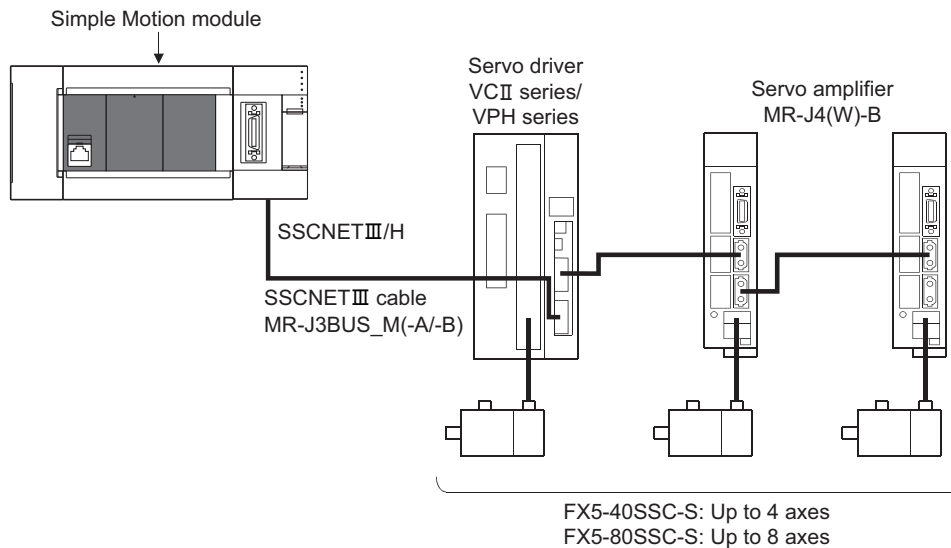 Simple Motion module
Servo driver
VCⅡ series/
VPH series
Servo amplifier
MR-J4(W)-B
SSCNETⅢ/H
SSCNETⅢ cable
MR-J3BUS_M(-A/-B)
FX5-40SSC-S: Up to 4 axes
FX5-80SSC-S: Up to 8 axes